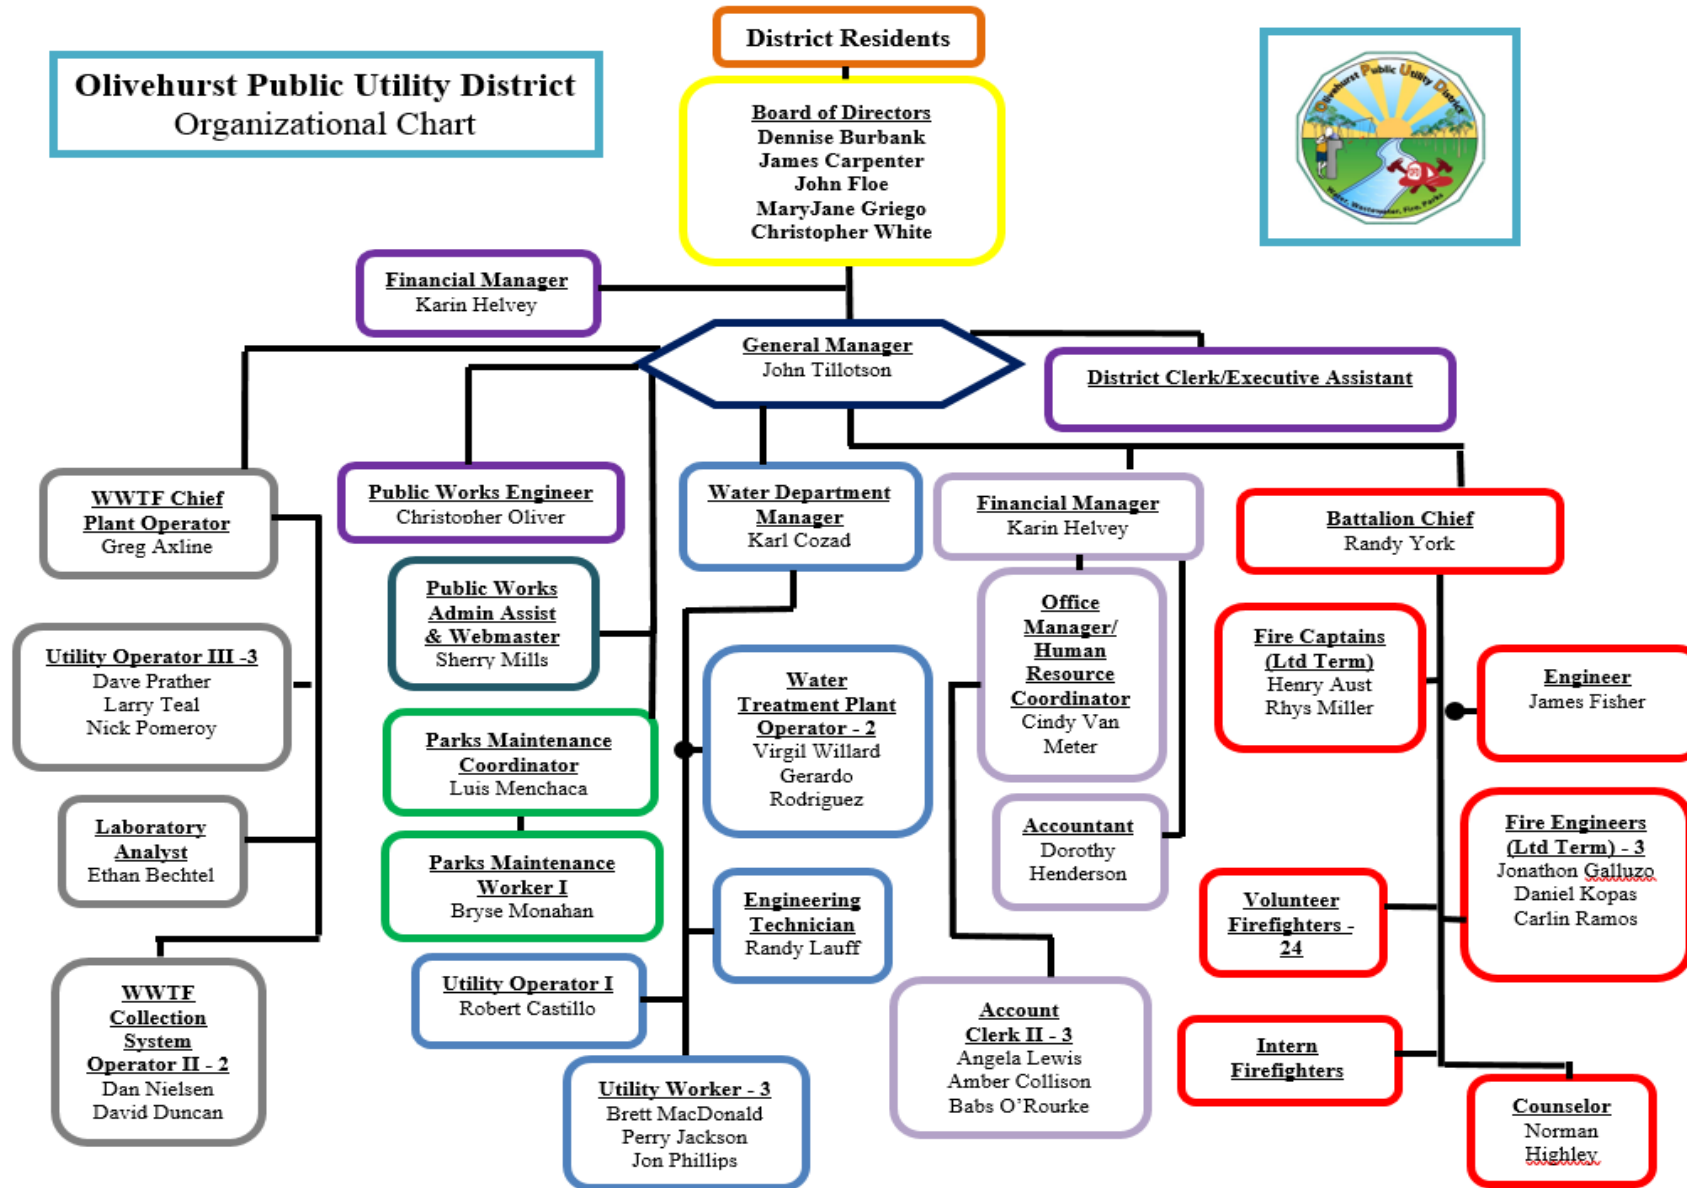 District Residents
Olivehurst Public Utility District
Organizational Chart
Olivehurst Public Utility District
Water, Wastewater, Fire, Parks
Board of Directors
Dennise Burbank
James Carpenter
John Floe
MaryJane Griego
Christopher White
Financial Manager
Karin Helvey
General Manager
John Tillotson
District Clerk/Executive Assistant
WWTF Chief
Plant Operator
Greg Axline
Public Works Engineer
Christopher Oliver
Water Department
Manager
Karl Cozad
Financial Manager
Karin Helvey
Battalion Chief
Randy York
Public Works
Admin Assist
& Webmaster
Sherry Mills
Office
Manager/
Human
Resource
Coordinator
Cindy Van
Meter
Fire Captains
(Ltd Term)
Henry Aust
Rhys Miller
Engineer
James Fisher
Utility Operator III -3
Dave Prather
Larry Teal
Nick Pomeroy
Water
Treatment Plant
Operator - 2
Virgil Willard
Gerardo
Rodriguez
Parks Maintenance
Coordinator
Luis Menchaca
Laboratory
Analyst
Ethan Bechtel
Accountant
Dorothy
Henderson
Fire Engineers
(Ltd Term) - 3
Jonathon Galluzo
Daniel Kopas
Carlin Ramos
Parks Maintenance
Worker I
Bryse Monahan
Engineering
Technician
Randy Lauff
Volunteer
Firefighters -
24
Utility Operator I
Robert Castillo
WWTF
Collection
System
Operator II - 2
Dan Nielsen
David Duncan
Account
Clerk II - 3
Angela Lewis
Amber Collison
Babs O'Rourke
Intern
Firefighters
Utility Worker - 3
Brett MacDonald
Perry Jackson
Jon Phillips
Counselor
Norman
Highley